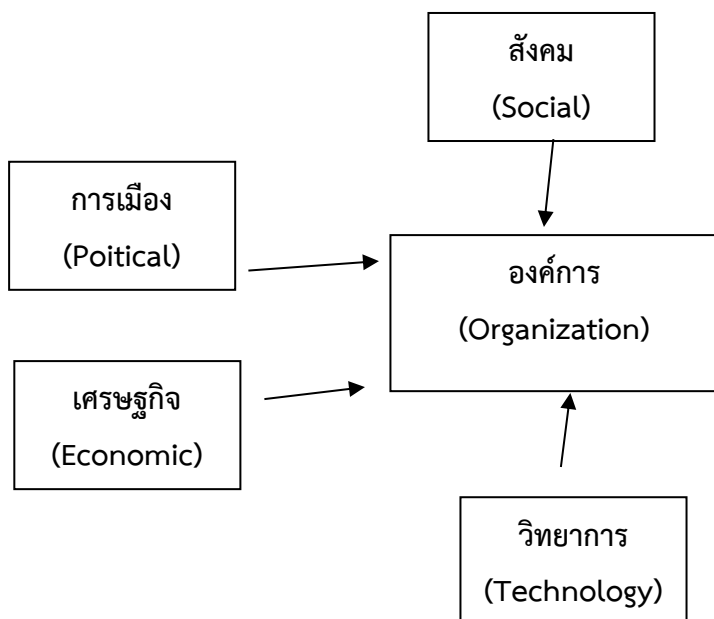 สังคม
(Social)
การเมือง
(Poitical)
องค์การ
(Organization)
เศรษฐกิจ
(Economic)
วิทยาการ
(Technology)